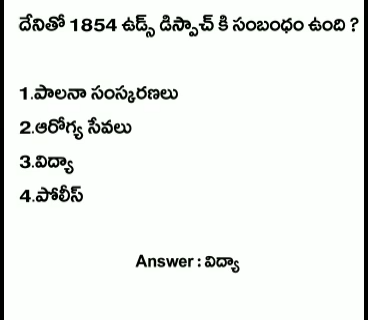 దేనితో 1854 ఉడ్స్ డిస్పాచ్ కి సంబంధం ఉంది ?
1.పాలనా సంస్కరణలు
2.ఆరోగ్య సేవలు
3.విద్యా
4.పోలీస్
Answer : విద్యా